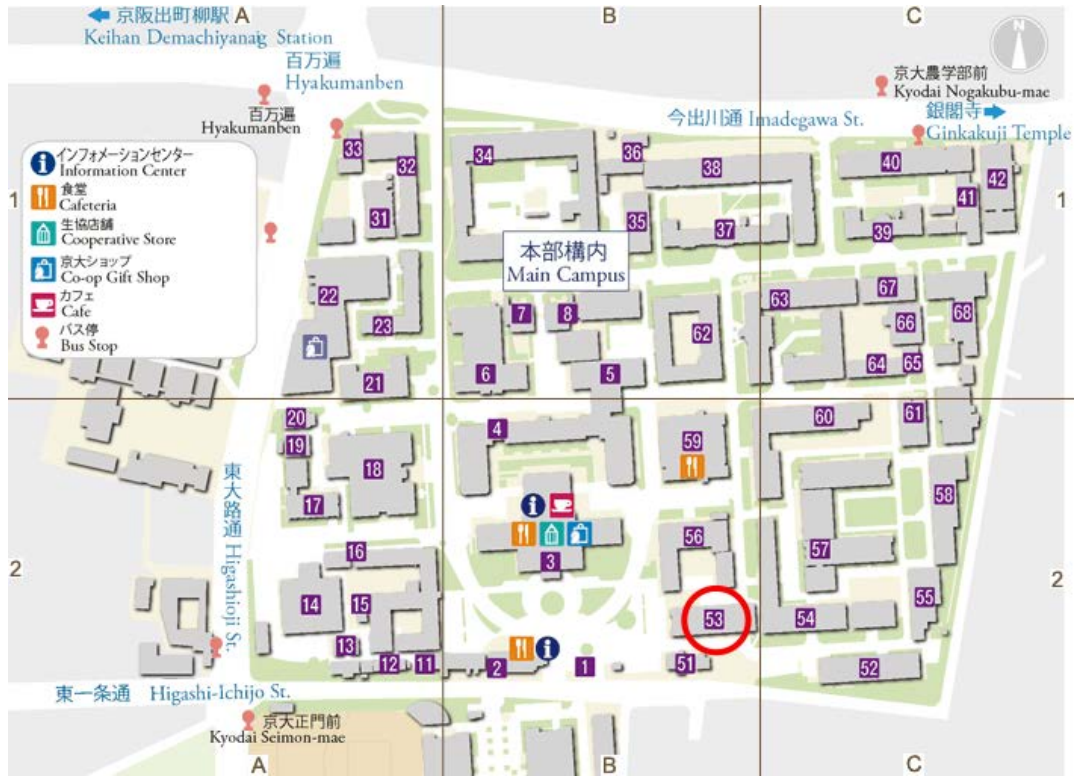 A
B
C
N
京阪出町柳駅
Keihan Demachiyanaig Station
百万遍
Hyakumanben
百万遍
Hyakumanben
京大農学部前
Kyodai Nogakubu-mae
今出川通 Imadegawa St.
銀閣寺
Ginkakuji Temple
インフォメーションセンター
Information Center
食堂
Cafeteria
生協店舗
Cooperative Store
京大ショップ
Co-op Gift Shop
カフェ
Cafe
バス停
Bus Stop
1
1
33
32
31
34
36
38
35
37
40
42
41
39
本部構内
Main Campus
22
23
21
7
8
6
5
62
63
67
66
68
64
65
20
19
18
17
4
59
60
61
58
57
東大路通 Higashioji St.
2
2
16
14
15
13
12
11
3
56
53
54
55
2
1
51
52
東一条通 Higashi-Ichijo St.
京大正門前
Kyodai Seimon-mae
A
B
C